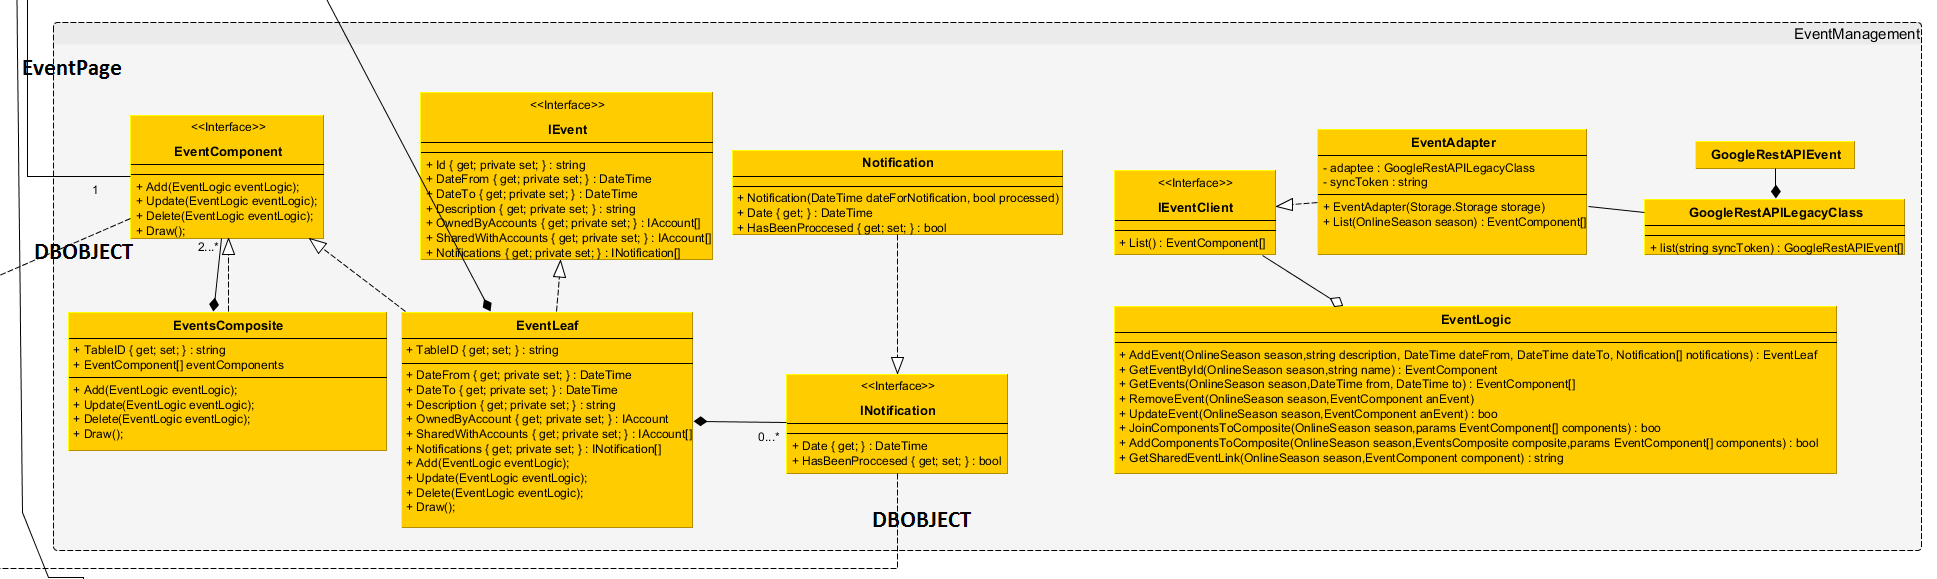 EventManagement
EventPage
<<Interface>>
EventComponent
+ Add(EventLogic eventLogic);
+ Update(EventLogic eventLogic);
+ Delete(EventLogic eventLogic);
+ Draw();
1
DBOBJECT
2...*
<<Interface>>
IEvent
+ Id { get; private set; } : string
+ DateFrom { get; private set; } : DateTime
+ DateTo { get; private set; } : DateTime
+ Description { get; private set; } : string
+ OwnedByAccounts { get; private set; } : IAccount[]
+ SharedWithAccounts { get; private set; } : IAccount[]
+ Notifications { get; private set; } : INotification[]
Notification
+ Notification(DateTime dateForNotification, bool processed)
+ Date { get; } : DateTime
+ HasBeenProccesed { get; set; } : bool
<<Interface>>
IEventClient
+ List() : EventComponent[]
EventAdapter
- adaptee : GoogleRestAPILegacyClass
- syncToken : string
+ EventAdapter(Storage.Storage storage)
+ List(OnlineSeason season) : EventComponent[]
GoogleRestAPIEvent
GoogleRestAPILegacyClass
+ list(string syncToken) : GoogleRestAPIEvent[]
EventsComposite
+ TableID { get; set; } : string
+ EventComponent[] eventComponents
+ Add(EventLogic eventLogic);
+ Update(EventLogic eventLogic);
+ Delete(EventLogic eventLogic);
+ Draw();
EventLeaf
+ TableID { get; set; } : string
+ DateFrom { get; private set; } : DateTime
+ DateTo { get; private set; } : DateTime
+ Description { get; private set; } : string
+ OwnedByAccount { get; private set; } : IAccount
+ SharedWithAccounts { get; private set; } : IAccount[]
+ Notifications { get; private set; } : INotification[]
+ Add(EventLogic eventLogic);
+ Update(EventLogic eventLogic);
+ Delete(EventLogic eventLogic);
+ Draw();
0...*
<<Interface>>
INotification
+ Date { get; } : DateTime
+ HasBeenProccesed { get; set; } : bool
DBOBJECT
EventLogic
+ AddEvent(OnlineSeason season,string description, DateTime dateFrom, DateTime dateTo, Notification[] notifications) : EventLeaf
+ GetEventById(OnlineSeason season,string name) : EventComponent
+ GetEvents(OnlineSeason season,DateTime from, DateTime to) : EventComponent[]
+ RemoveEvent(OnlineSeason season,EventComponent anEvent)
+ UpdateEvent(OnlineSeason season,EventComponent anEvent) : boo
+ JoinComponentsToComposite(OnlineSeason season,params EventComponent[] components) : boo
+ AddComponentsToComposite(OnlineSeason season,EventsComposite composite,params EventComponent[] components) : bool
+ GetSharedEventLink(OnlineSeason season,EventComponent component) : string